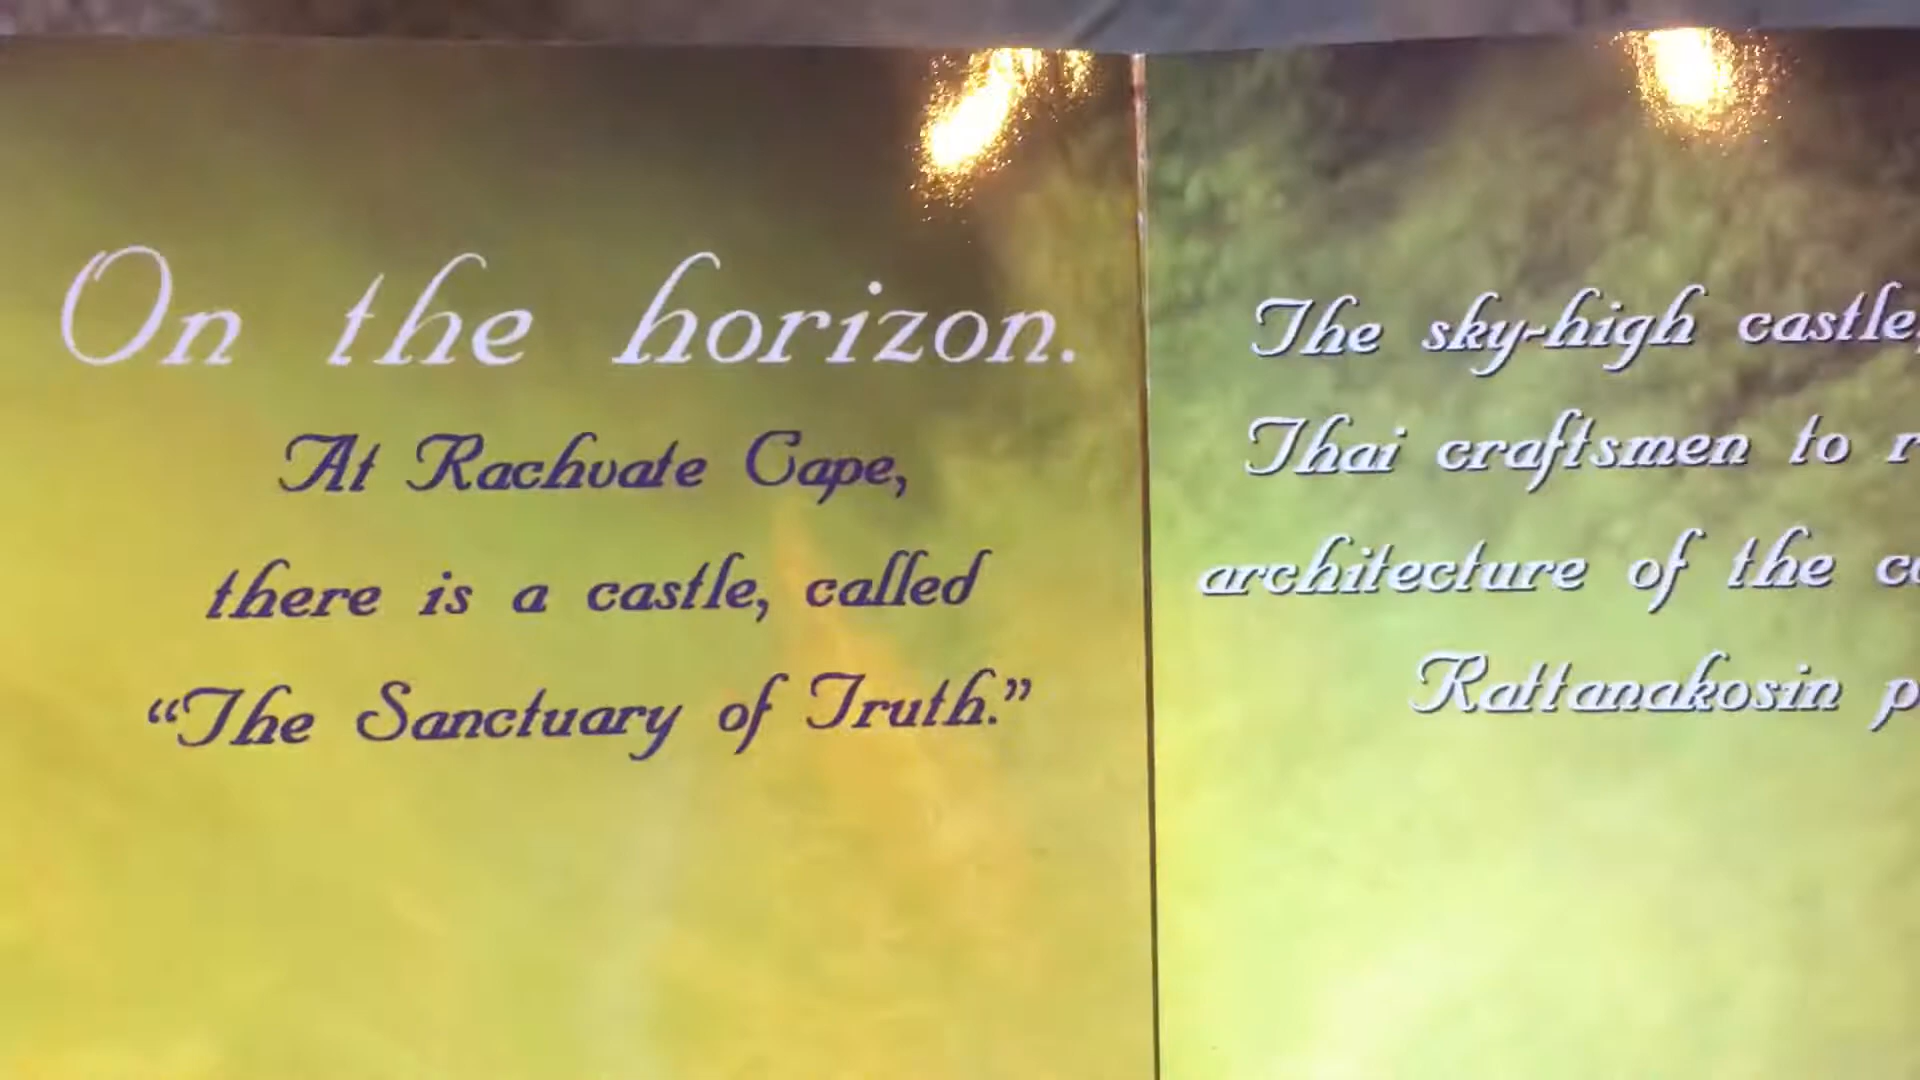 On the horizon.
At Rachvate Cape,
there is a castle, called
“The Sanctuary of Truth.”
The sky-high castle,
Thai craftsmen to
architecture of the
Rattanakosin